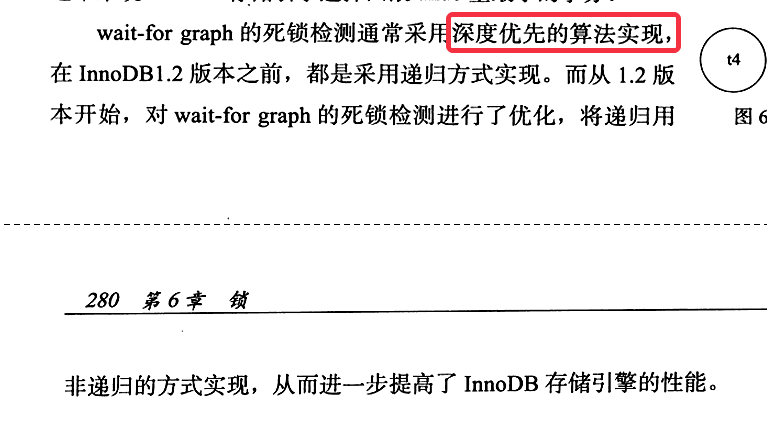 wait-for graph 的死锁检测通常采用深度优先的算法实现，
在 InnoDB1.2 版本之前，都是采用递归方式实现。而从 1.2 版
本开始，对 wait-for graph 的死锁检测进行了优化，将递归用
t4
图 6
280 第 6 章 锁
非递归的方式实现，从而进一步提高了 InnoDB 存储引擎的性能。